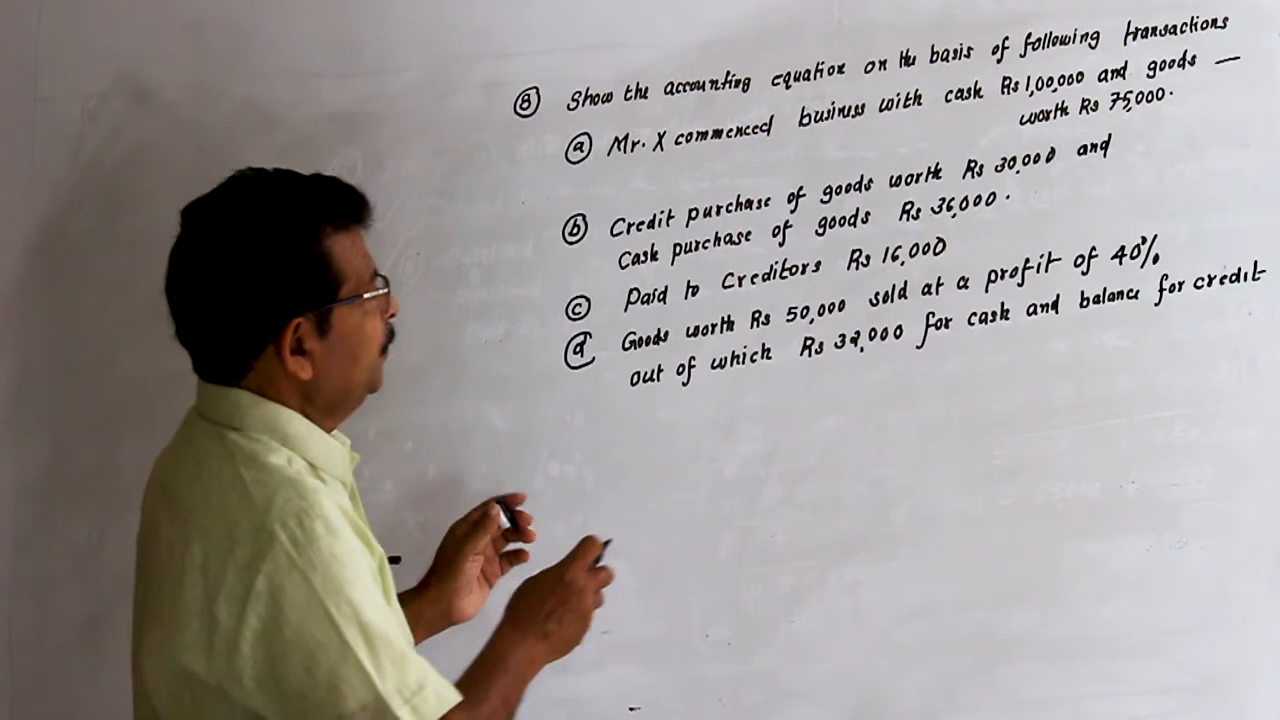 ⑧ Show the accounting equation on the basis of following transactions
ⓐ Mr. X commenced business with cash Rs 1,00,000 and goods —
worth Rs 75,000.
ⓑ Credit purchase of goods worth Rs 30,000 and
Cash purchase of goods Rs 36,000.
ⓒ Paid to Creditors Rs 16,000
ⓓ Goods worth Rs 50,000 sold at a profit of 40%
out of which Rs 32,000 for cash and balance for credit